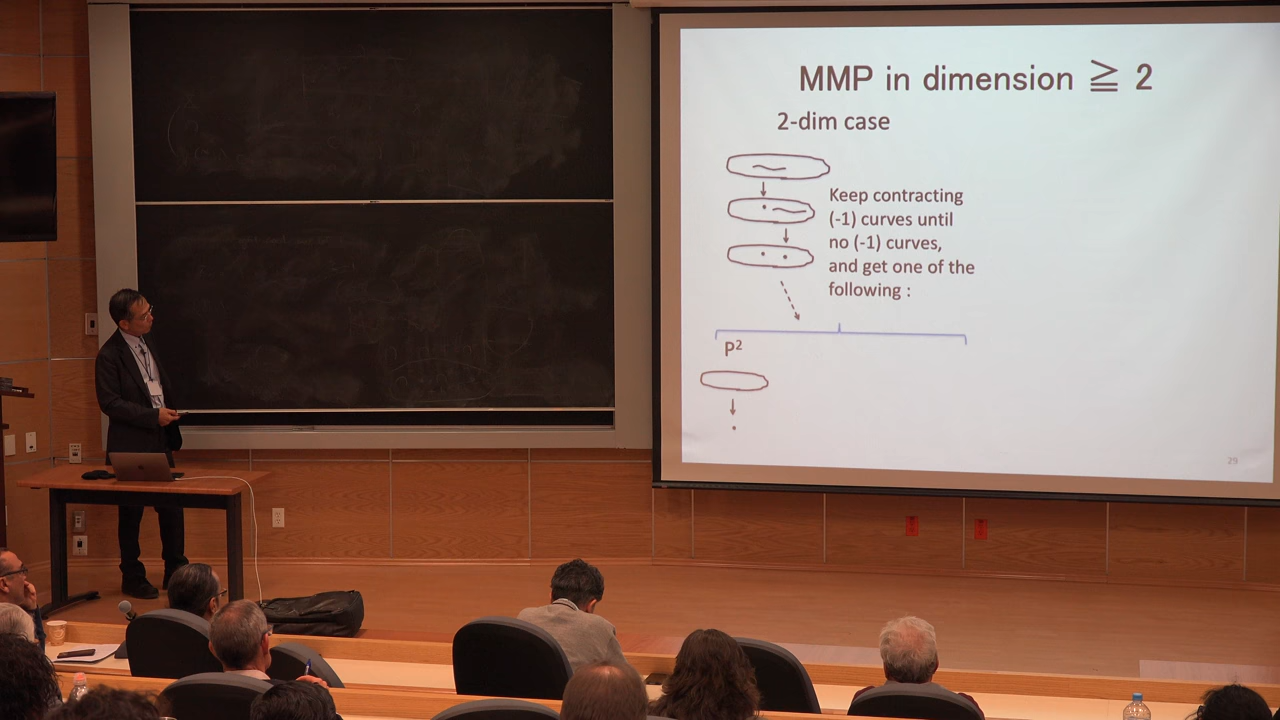 MMP in dimension ≧ 2
2-dim case
Keep contracting
(-1) curves until
no (-1) curves,
and get one of the
following :
P²
29